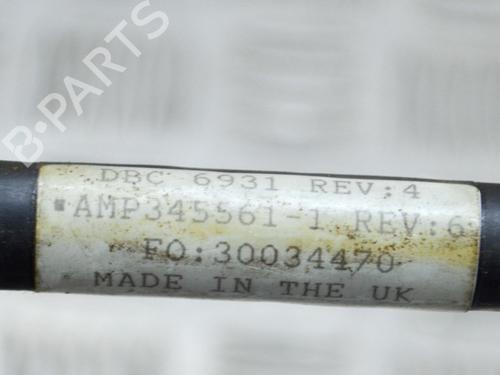 B-PARTS
DBC 6931 REV:4
*AMP345561-1 REV:6
FO:30034470
MADE IN THE UK